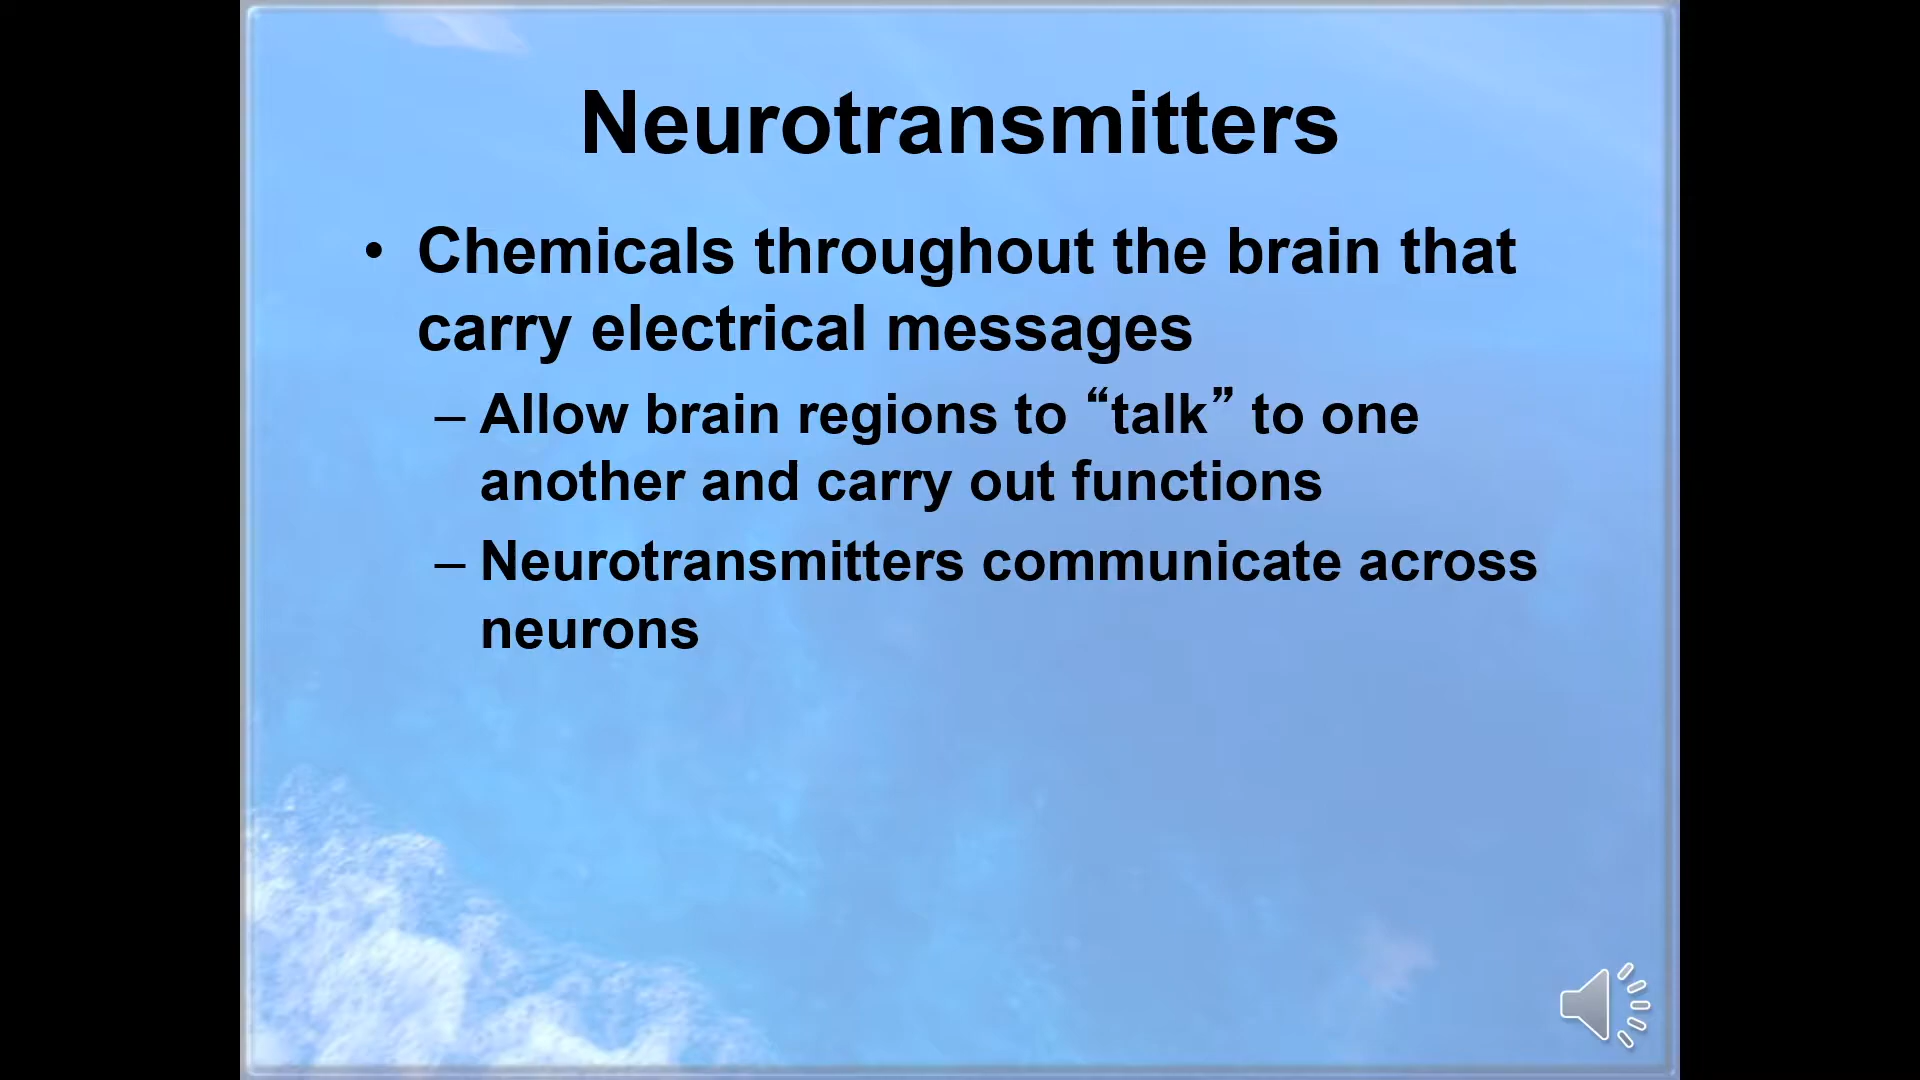 Neurotransmitters
• Chemicals throughout the brain that
carry electrical messages
– Allow brain regions to “talk” to one
another and carry out functions
– Neurotransmitters communicate across
neurons